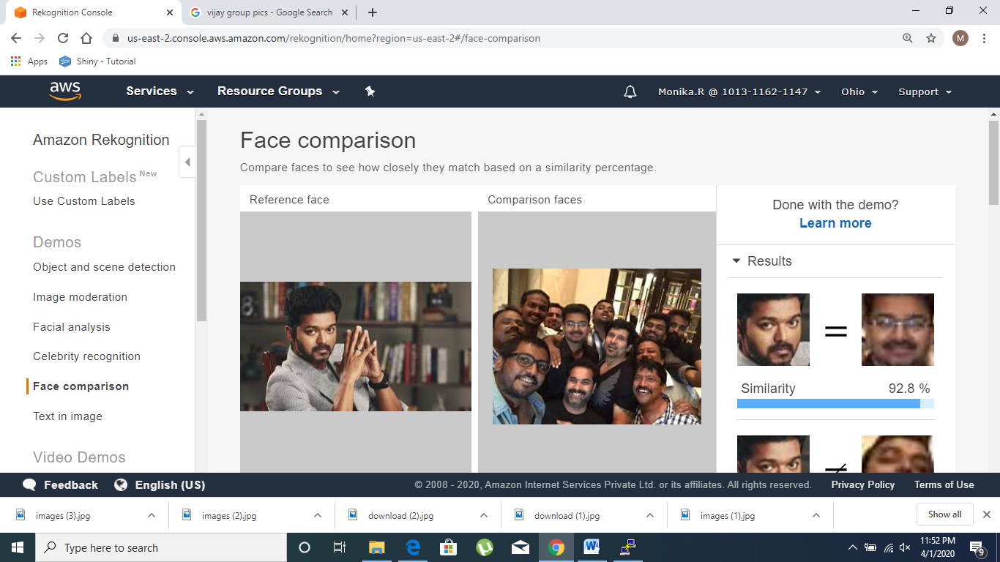 Rekognition Console
vijay group pics - Google Search
us-east-2.console.aws.amazon.com/rekognition/home?region=us-east-2#/face-comparison
M
Apps
Shiny - Tutorial
aws
Services
Resource Groups
Monika.R @ 1013-1162-1147
Ohio
Support
Amazon Rekognition
Custom Labels New
Use Custom Labels
Demos
Object and scene detection
Image moderation
Facial analysis
Celebrity recognition
Face comparison
Text in image
Video Demos
Face comparison
Compare faces to see how closely they match based on a similarity percentage.
Reference face
Comparison faces
Done with the demo?
Learn more
Results
=
Similarity 92.8 %
≠
Feedback
English (US)
© 2008 - 2020, Amazon Internet Services Private Ltd. or its affiliates. All rights reserved.
Privacy Policy
Terms of Use
images (3).jpg
images (2).jpg
download (2).jpg
download (1).jpg
images (1).jpg
Show all
Type here to search
11:52 PM
4/1/2020
9